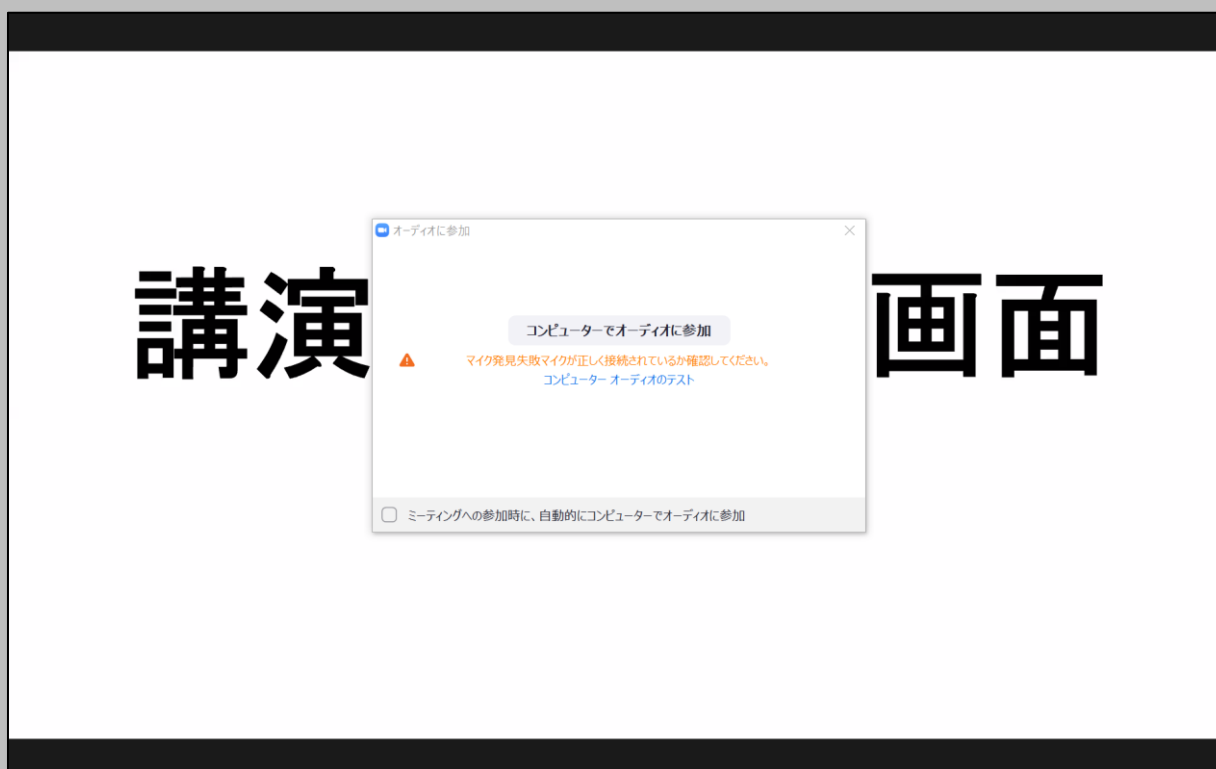 オーディオに参加
講演 画面
コンピューターでオーディオに参加
マイク発見失敗マイクが正しく接続されているか確認してください。
コンピューター オーディオのテスト
ミーティングへの参加時に、自動的にコンピューターでオーディオに参加